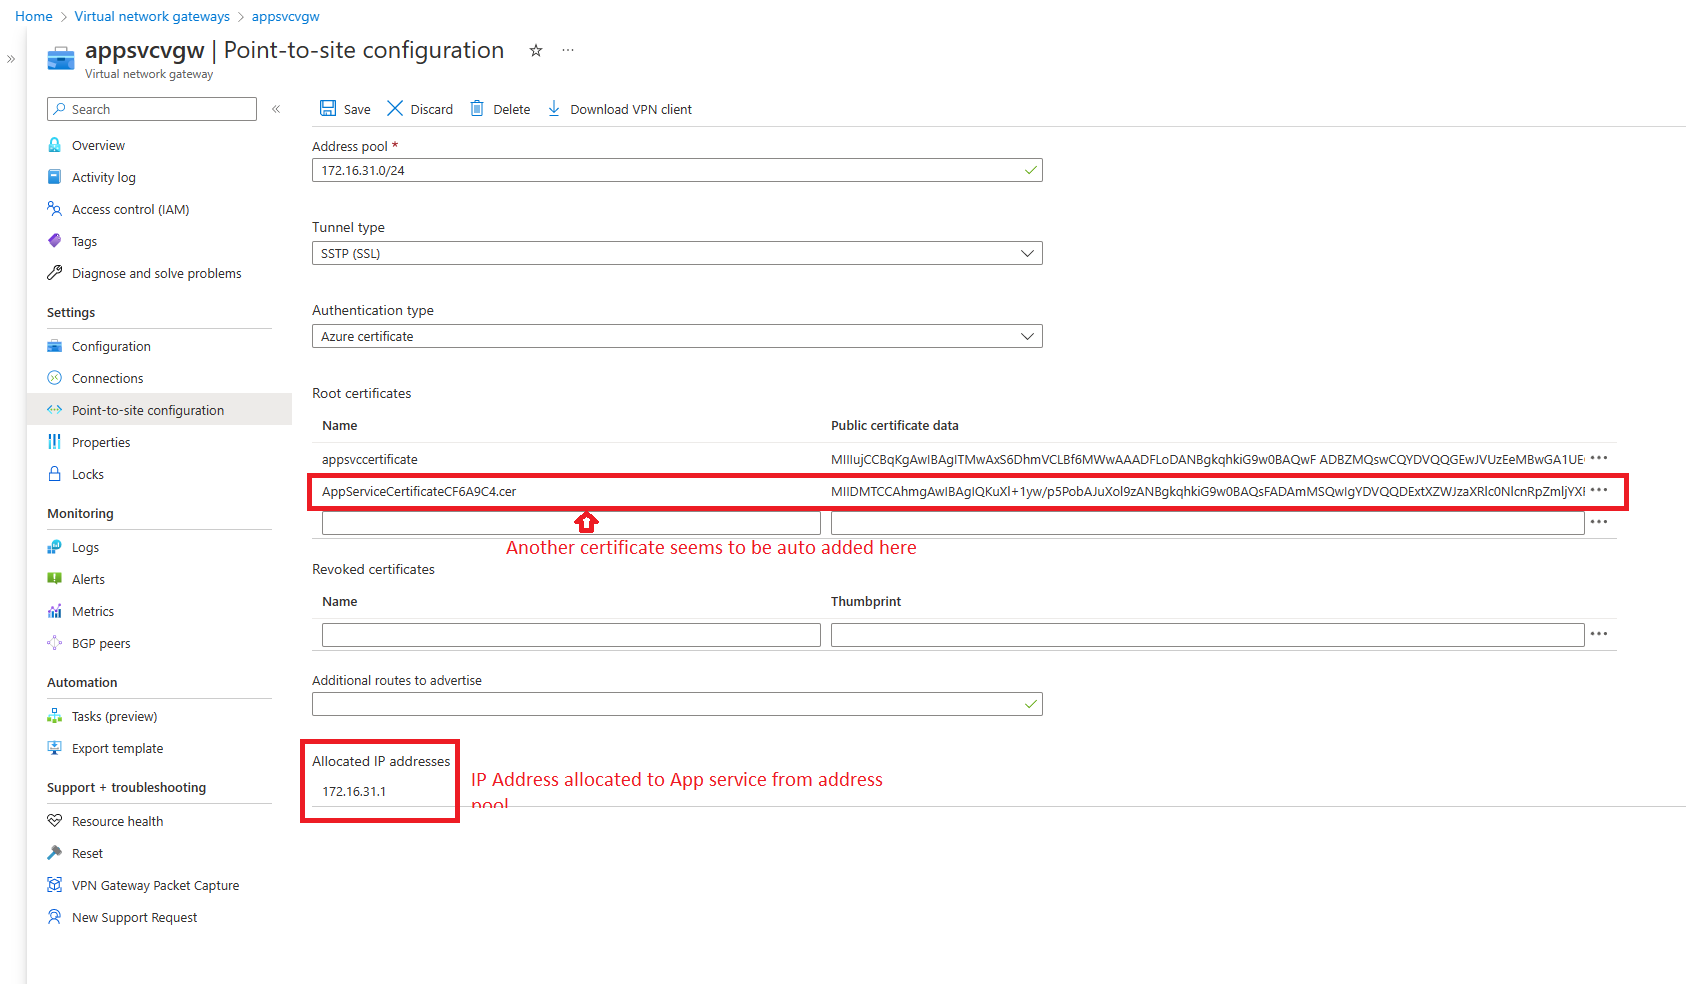 Home > Virtual network gateways > appsvcvgw
»
appsvcvgw | Point-to-site configuration ☆ ···
Virtual network gateway
Search «
Overview
Activity log
Access control (IAM)
Tags
Diagnose and solve problems
Settings
Configuration
Connections
Point-to-site configuration
Properties
Locks
Monitoring
Logs
Alerts
Metrics
BGP peers
Automation
Tasks (preview)
Export template
Support + troubleshooting
Resource health
Reset
VPN Gateway Packet Capture
New Support Request
Save Discard Delete Download VPN client
Address pool *
172.16.31.0/24
Tunnel type
SSTP (SSL)
Authentication type
Azure certificate
Root certificates
Name Public certificate data
appsvccertificate MIIIujCCBqKgAwIBAgITMwAxS6DhmVCLBf6MWwAAADFLoDANBgkqhkiG9w0BAQwF ADBZMQswCQYDVQQGEwJVUzEeMBwGA1UE ···
AppServiceCertificateCF6A9C4.cer MIIDMTCCAhmgAwIBAgIQKuXl+1yw/p5PobAJuXol9zANBgkqhkiG9w0BAQsFADAmMSQwIgYDVQQDExtXZWJzaXRlc0NlcnRpZmljYXR ···
···
Another certificate seems to be auto added here
Revoked certificates
Name Thumbprint
···
Additional routes to advertise
Allocated IP addresses
172.16.31.1
IP Address allocated to App service from address
pool